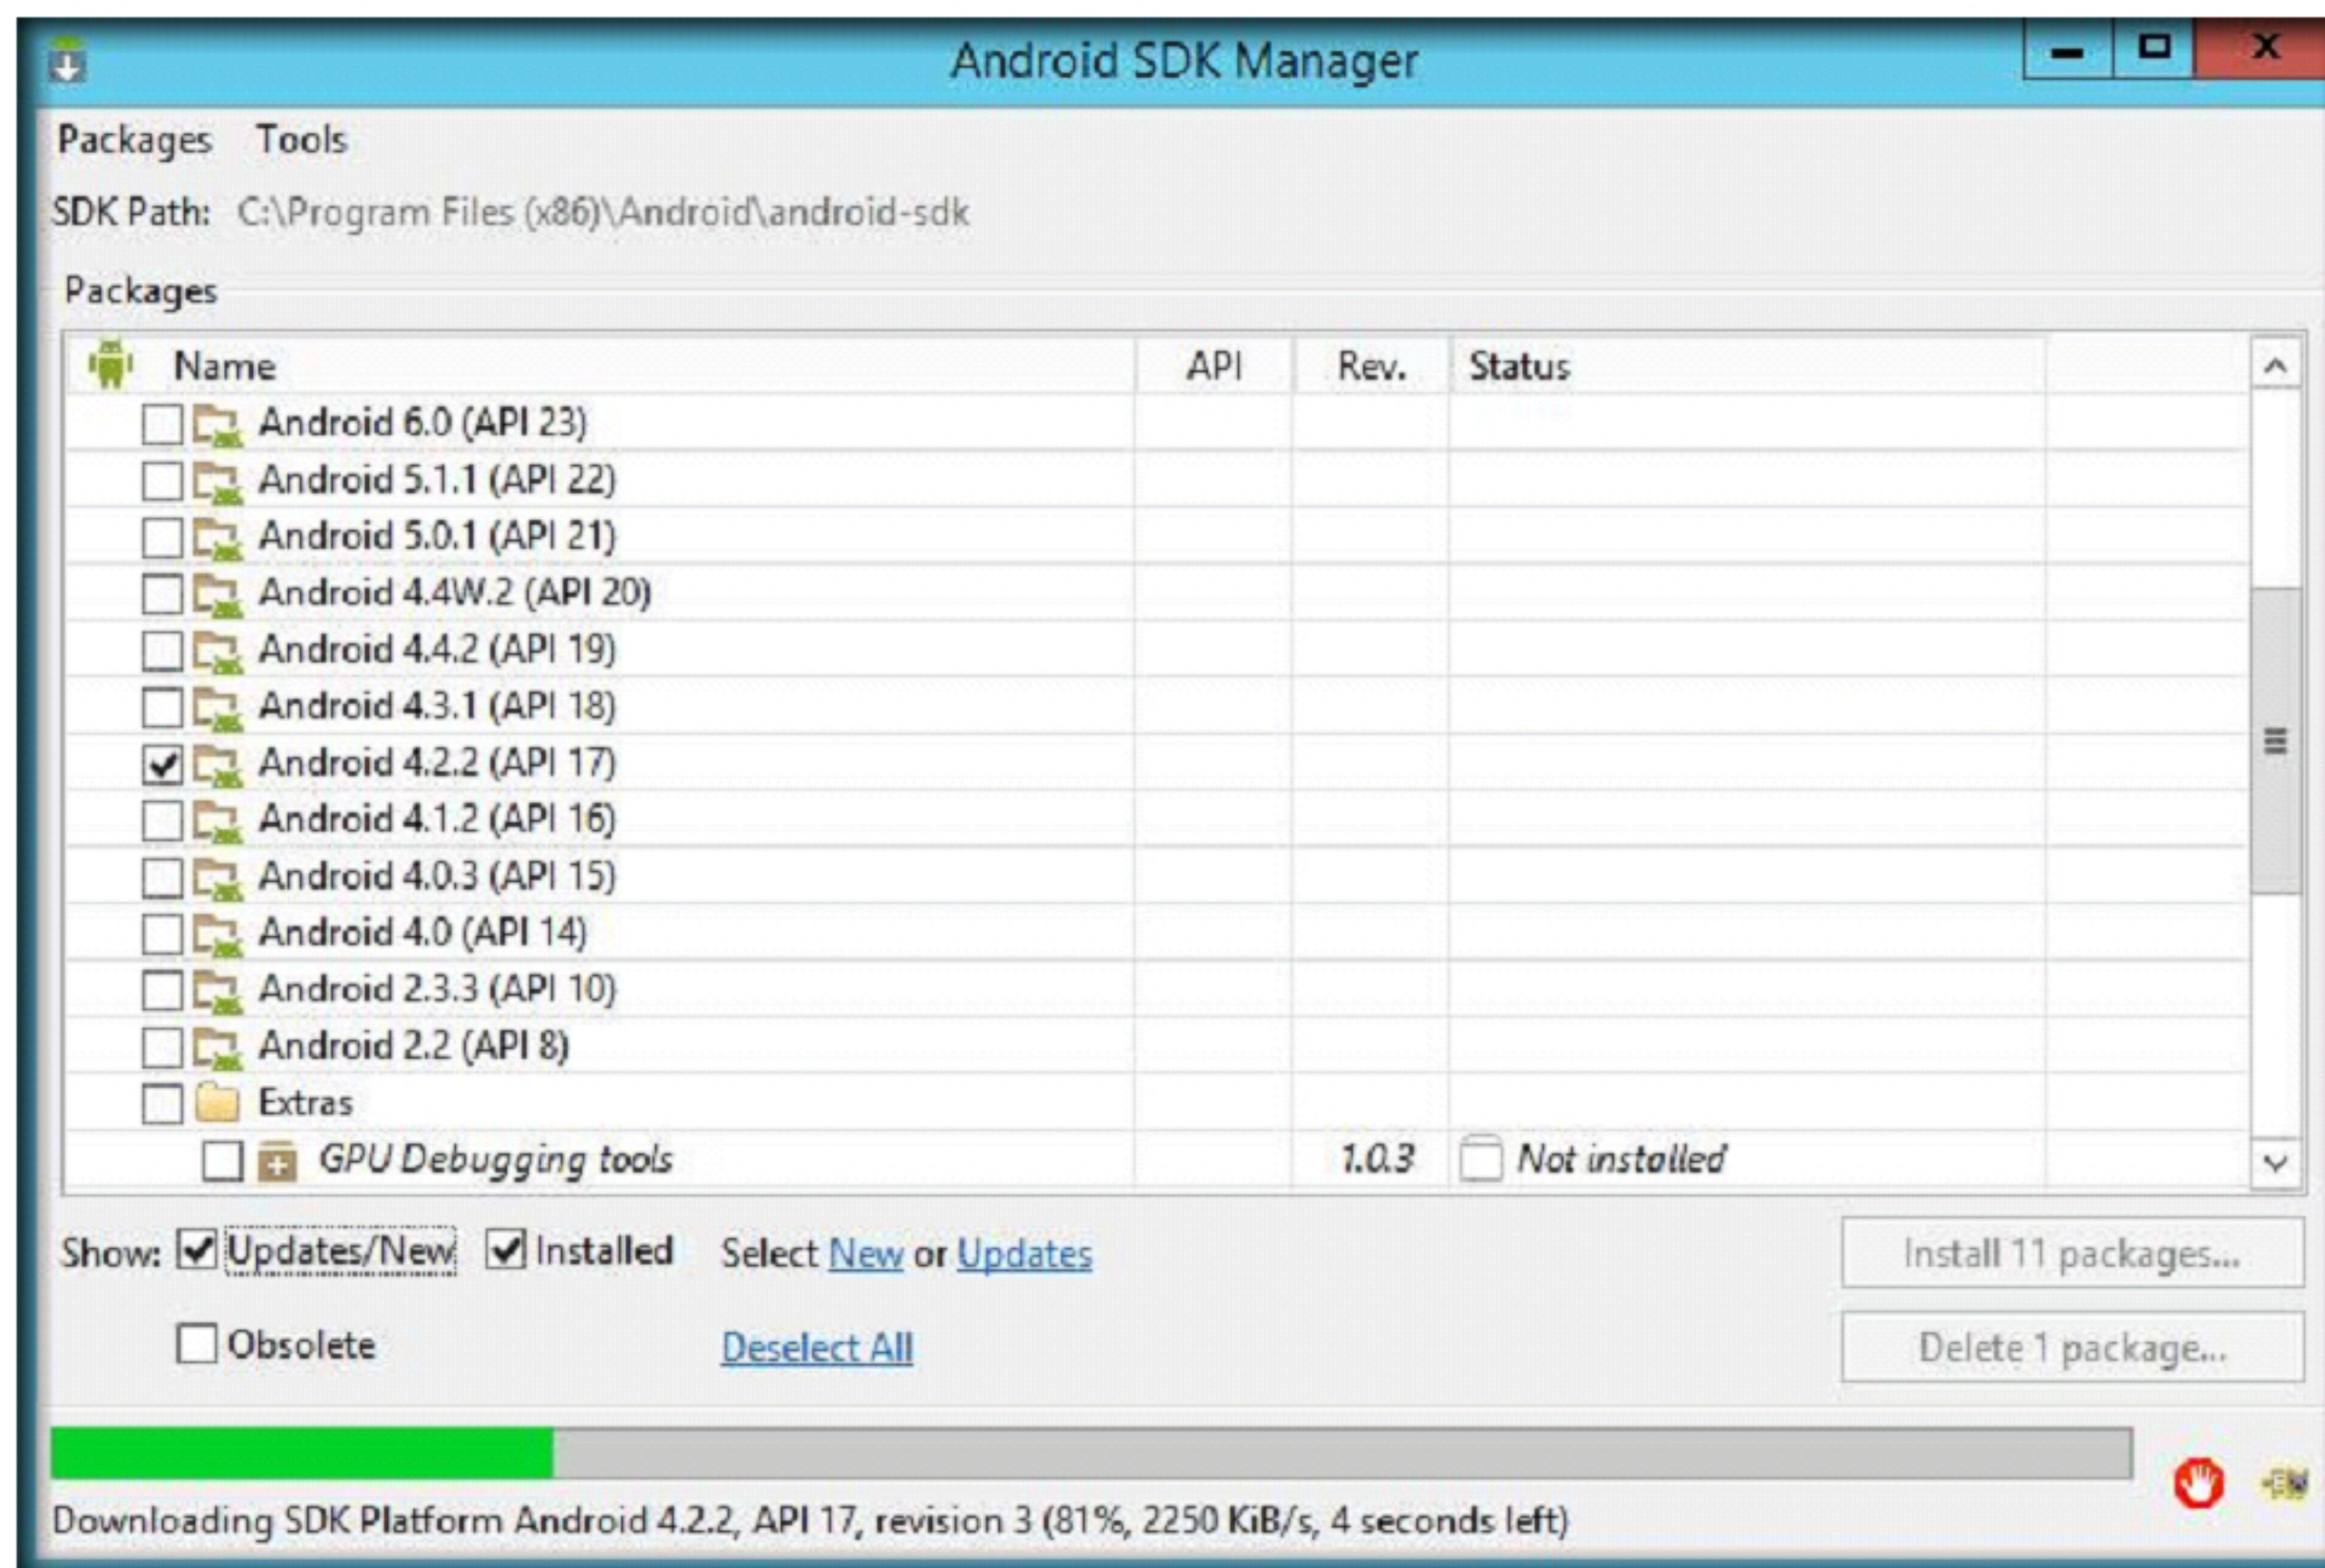 Android SDK Manager
Packages Tools
SDK Path: C:\Program Files (x86)\Android\android-sdk
Packages
Name API Rev. Status
Android 6.0 (API 23)
Android 5.1.1 (API 22)
Android 5.0.1 (API 21)
Android 4.4W.2 (API 20)
Android 4.4.2 (API 19)
Android 4.3.1 (API 18)
Android 4.2.2 (API 17)
Android 4.1.2 (API 16)
Android 4.0.3 (API 15)
Android 4.0 (API 14)
Android 2.3.3 (API 10)
Android 2.2 (API 8)
Extras
GPU Debugging tools 1.0.3 Not installed
Show: Updates/New Installed Select New or Updates Install 11 packages...
Obsolete Deselect All Delete 1 package...
Downloading SDK Platform Android 4.2.2, API 17, revision 3 (81%, 2250 KiB/s, 4 seconds left)